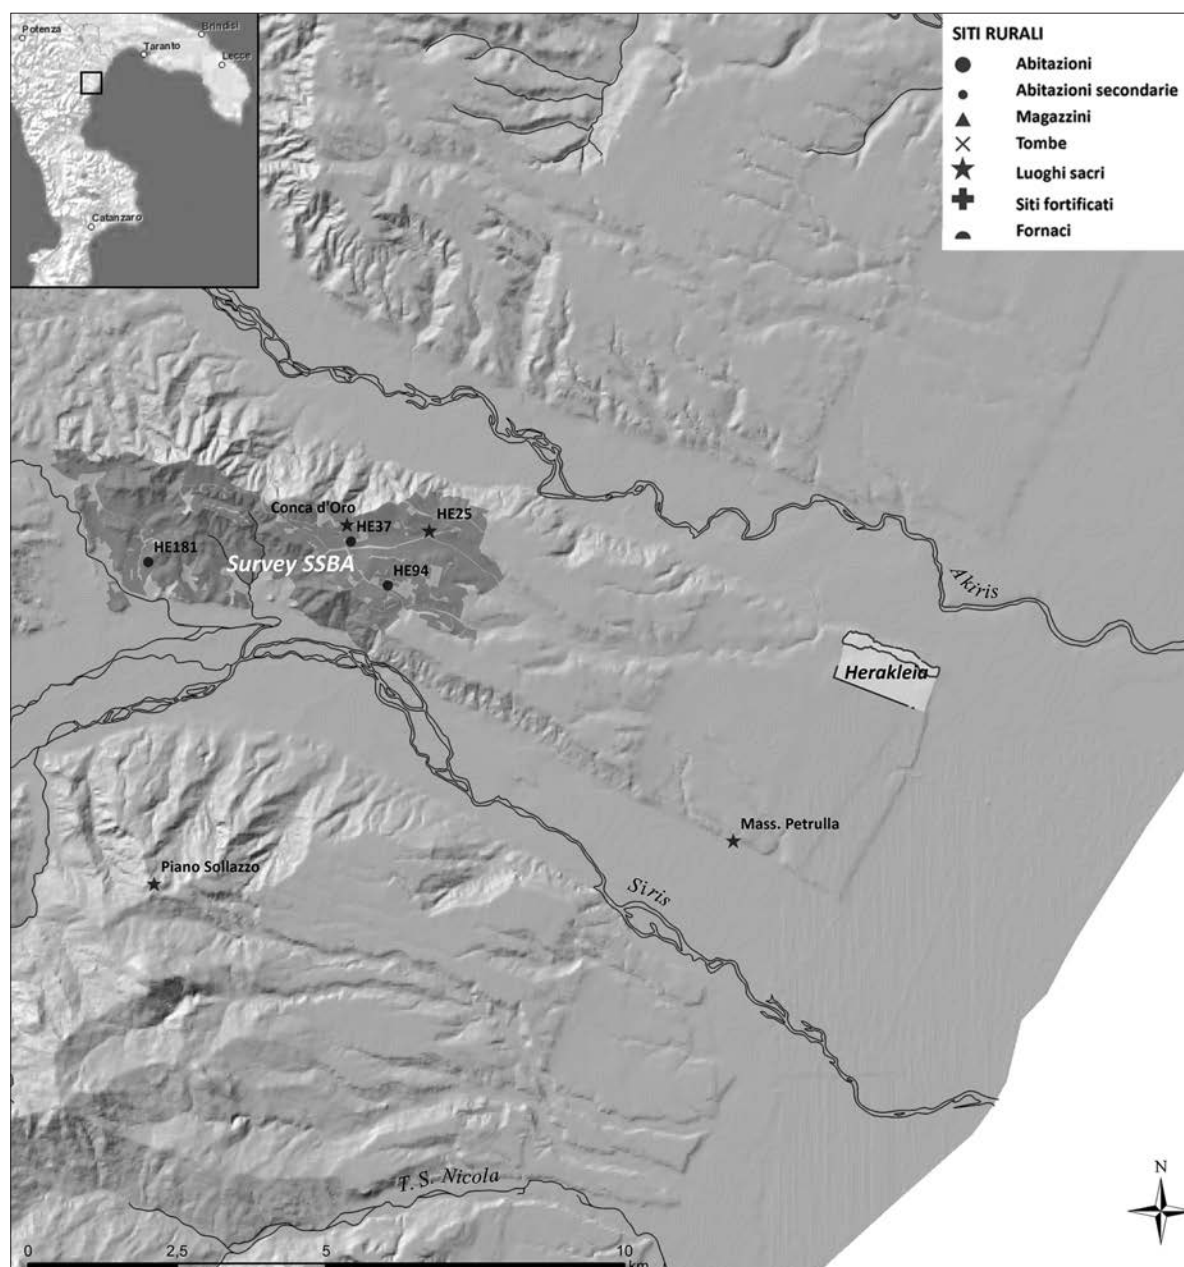 Potenza
Brindisi
Taranto
Lecce
Catanzaro
SITI RURALI
Abitazioni
Abitazioni secondarie
Magazzini
Tombe
Luoghi sacri
Siti fortificati
Fornaci
Conca d'Oro
HE25
HE37
HE181
Survey SSBA
HE94
Akiris
Herakleia
Mass. Petrulla
Piano Sollazzo
Siris
T. S. Nicola
N
0 2,5 5 10
km